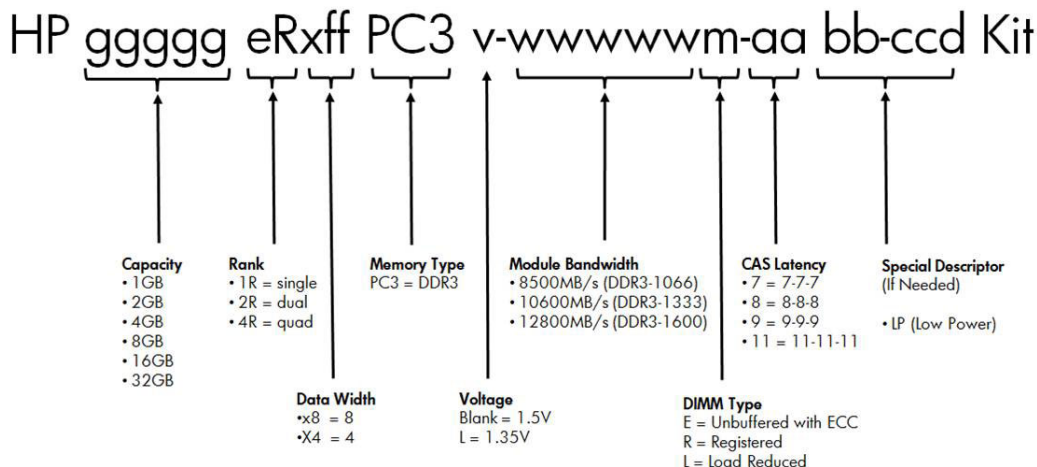 HP ggggg eRxff PC3 v-wwwwwm-aa bb-ccd Kit
Capacity
• 1GB
• 2GB
• 4GB
• 8GB
• 16GB
• 32GB
Rank
• 1R = single
• 2R = dual
• 4R = quad
Memory Type
PC3 = DDR3
Module Bandwidth
• 8500MB/s (DDR3-1066)
• 10600MB/s (DDR3-1333)
• 12800MB/s (DDR3-1600)
CAS Latency
• 7 = 7-7-7
• 8 = 8-8-8
• 9 = 9-9-9
• 11 = 11-11-11
Special Descriptor
(If Needed)
• LP (Low Power)
Data Width
•x8 = 8
•X4 = 4
Voltage
Blank = 1.5V
L = 1.35V
DIMM Type
E = Unbuffered with ECC
R = Registered
L = Load Reduced